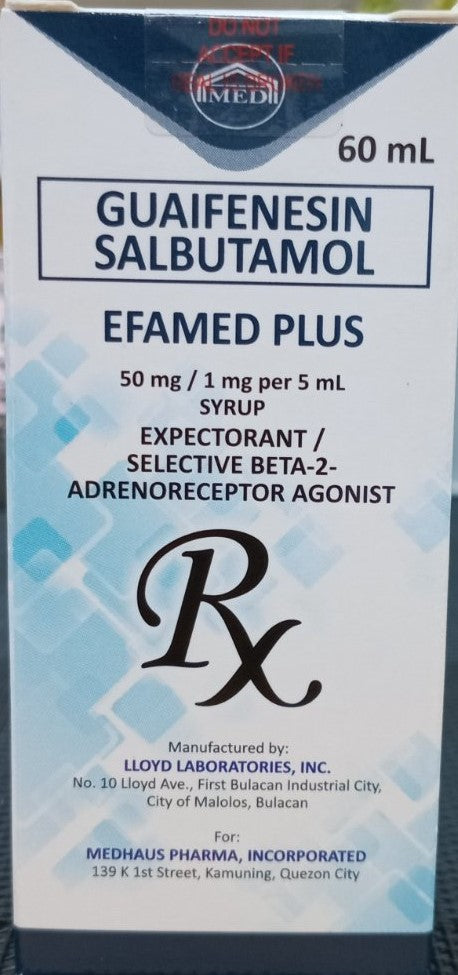 DO NOT
ACCEPT IF
MED
60 mL
GUAIFENESIN
SALBUTAMOL
EFAMED PLUS
50 mg / 1 mg per 5 mL
SYRUP
EXPECTORANT /
SELECTIVE BETA-2-
ADRENORECEPTOR AGONIST
Rx
Manufactured by:
LLOYD LABORATORIES, INC.
No. 10 Lloyd Ave., First Bulacan Industrial City,
City of Malolos, Bulacan
For:
MEDHAUS PHARMA, INCORPORATED
139 K 1st Street, Kamuning, Quezon City